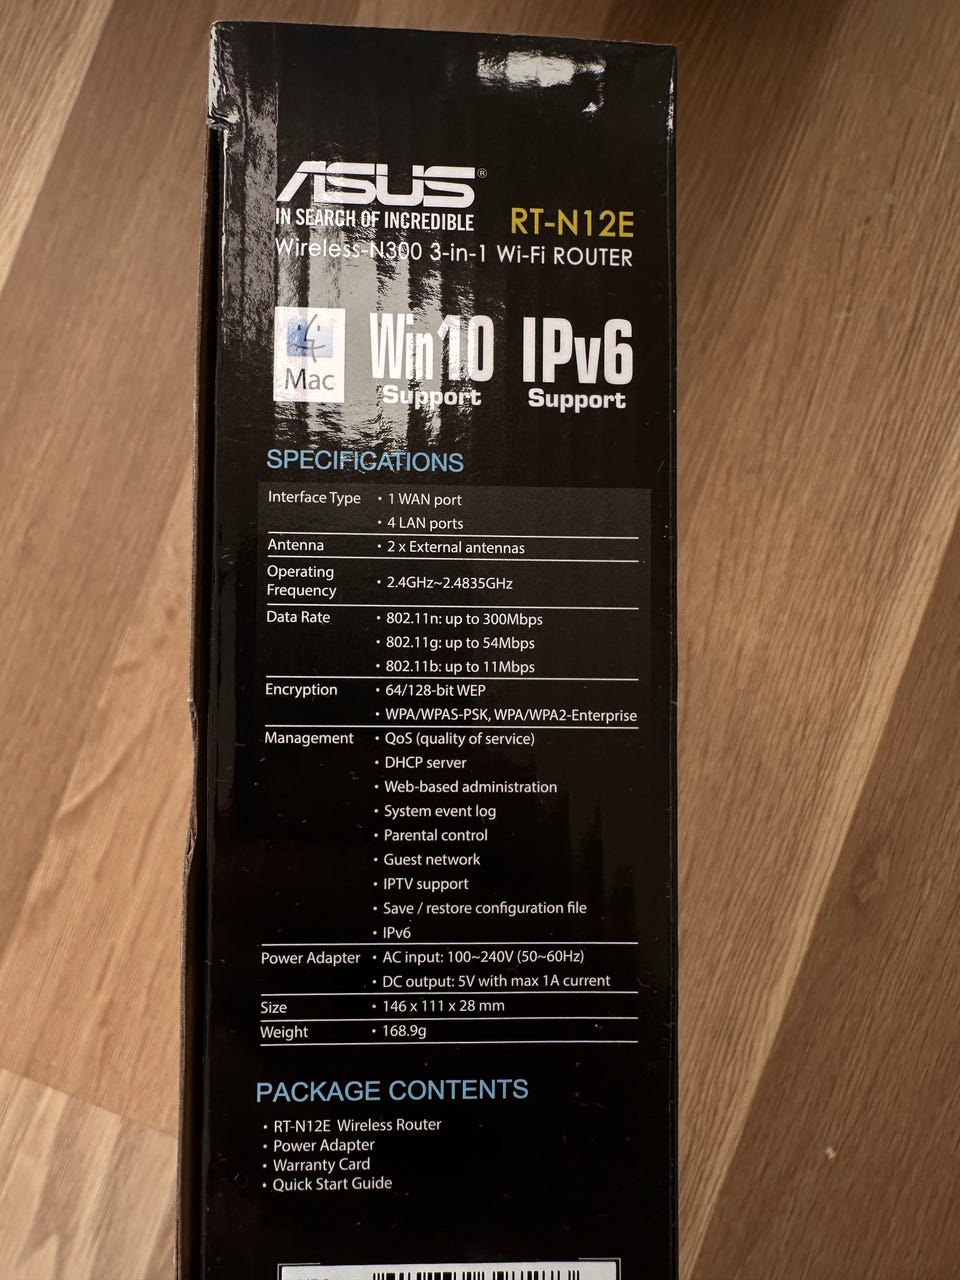 ASUS®
IN SEARCH OF INCREDIBLE
RT-N12E
Wireless-N300 3-in-1 Wi-Fi ROUTER
Mac
Win10
Support
IPv6
Support
SPECIFICATIONS
Interface Type • 1 WAN port
• 4 LAN ports
Antenna • 2 x External antennas
Operating
Frequency • 2.4GHz~2.4835GHz
Data Rate • 802.11n: up to 300Mbps
• 802.11g: up to 54Mbps
• 802.11b: up to 11Mbps
Encryption • 64/128-bit WEP
• WPA/WPAS-PSK, WPA/WPA2-Enterprise
Management • QoS (quality of service)
• DHCP server
• Web-based administration
• System event log
• Parental control
• Guest network
• IPTV support
• Save / restore configuration file
• IPv6
Power Adapter • AC input: 100~240V (50~60Hz)
• DC output: 5V with max 1A current
Size • 146 x 111 x 28 mm
Weight • 168.9g
PACKAGE CONTENTS
• RT-N12E Wireless Router
• Power Adapter
• Warranty Card
• Quick Start Guide